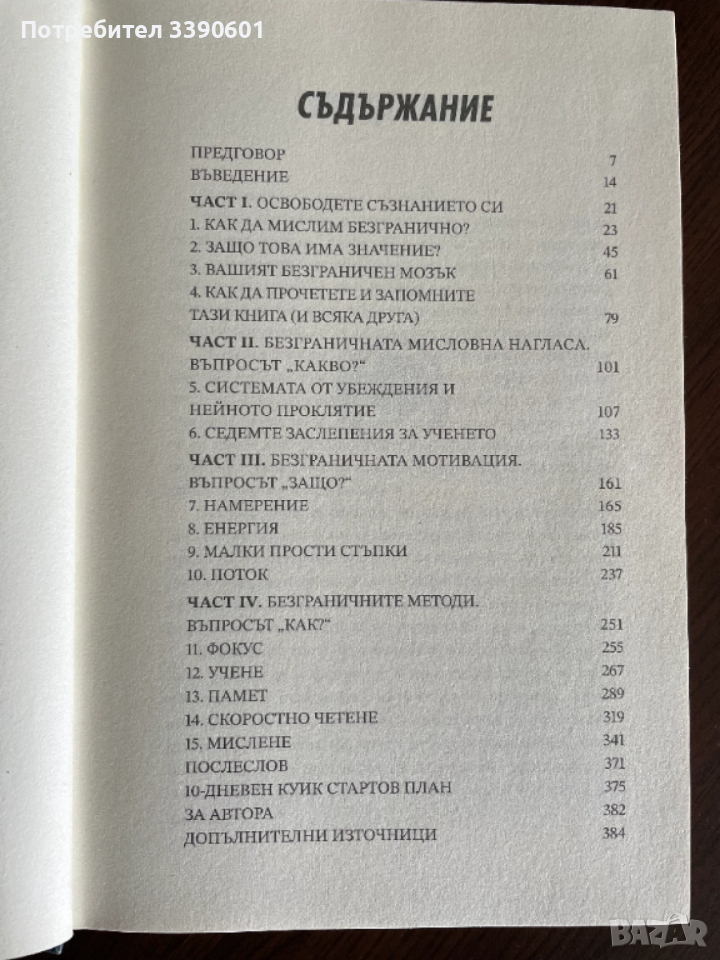 Потребител 3390601
СЪДЪРЖАНИЕ
ПРЕДГОВОР 7
ВЪВЕДЕНИЕ 14
ЧАСТ I. ОСВОБОДЕТЕ СЪЗНАНИЕТО СИ 21
1. КАК ДА МИСЛИМ БЕЗГРАНИЧНО? 23
2. ЗАЩО ТОВА ИМА ЗНАЧЕНИЕ? 45
3. ВАШИЯТ БЕЗГРАНИЧЕН МОЗЪК 61
4. КАК ДА ПРОЧЕТЕТЕ И ЗАПОМНИТЕ
ТАЗИ КНИГА (И ВСЯКА ДРУГА) 79
ЧАСТ II. БЕЗГРАНИЧНАТА МИСЛОВНА НАГЛАСА.
ВЪПРОСЪТ „КАКВО?“ 101
5. СИСТЕМАТА ОТ УБЕЖДЕНИЯ И
НЕЙНОТО ПРОКЛЯТИЕ 107
6. СЕДЕМТЕ ЗАСЛЕПЕНИЯ ЗА УЧЕНЕТО 133
ЧАСТ III. БЕЗГРАНИЧНАТА МОТИВАЦИЯ.
ВЪПРОСЪТ „ЗАЩО?“ 161
7. НАМЕРЕНИЕ 165
8. ЕНЕРГИЯ 185
9. МАЛКИ ПРОСТИ СТЪПКИ 211
10. ПОТОК 237
ЧАСТ IV. БЕЗГРАНИЧНИТЕ МЕТОДИ.
ВЪПРОСЪТ „КАК?“ 251
11. ФОКУС 255
12. УЧЕНЕ 267
13. ПАМЕТ 289
14. СКОРОСТНО ЧЕТЕНЕ 319
15. МИСЛЕНЕ 341
ПОСЛЕСЛОВ 371
10-ДНЕВЕН КУИК СТАРТОВ ПЛАН 375
ЗА АВТОРА 382
ДОПЪЛНИТЕЛНИ ИЗТОЧНИЦИ 384
BAZAR